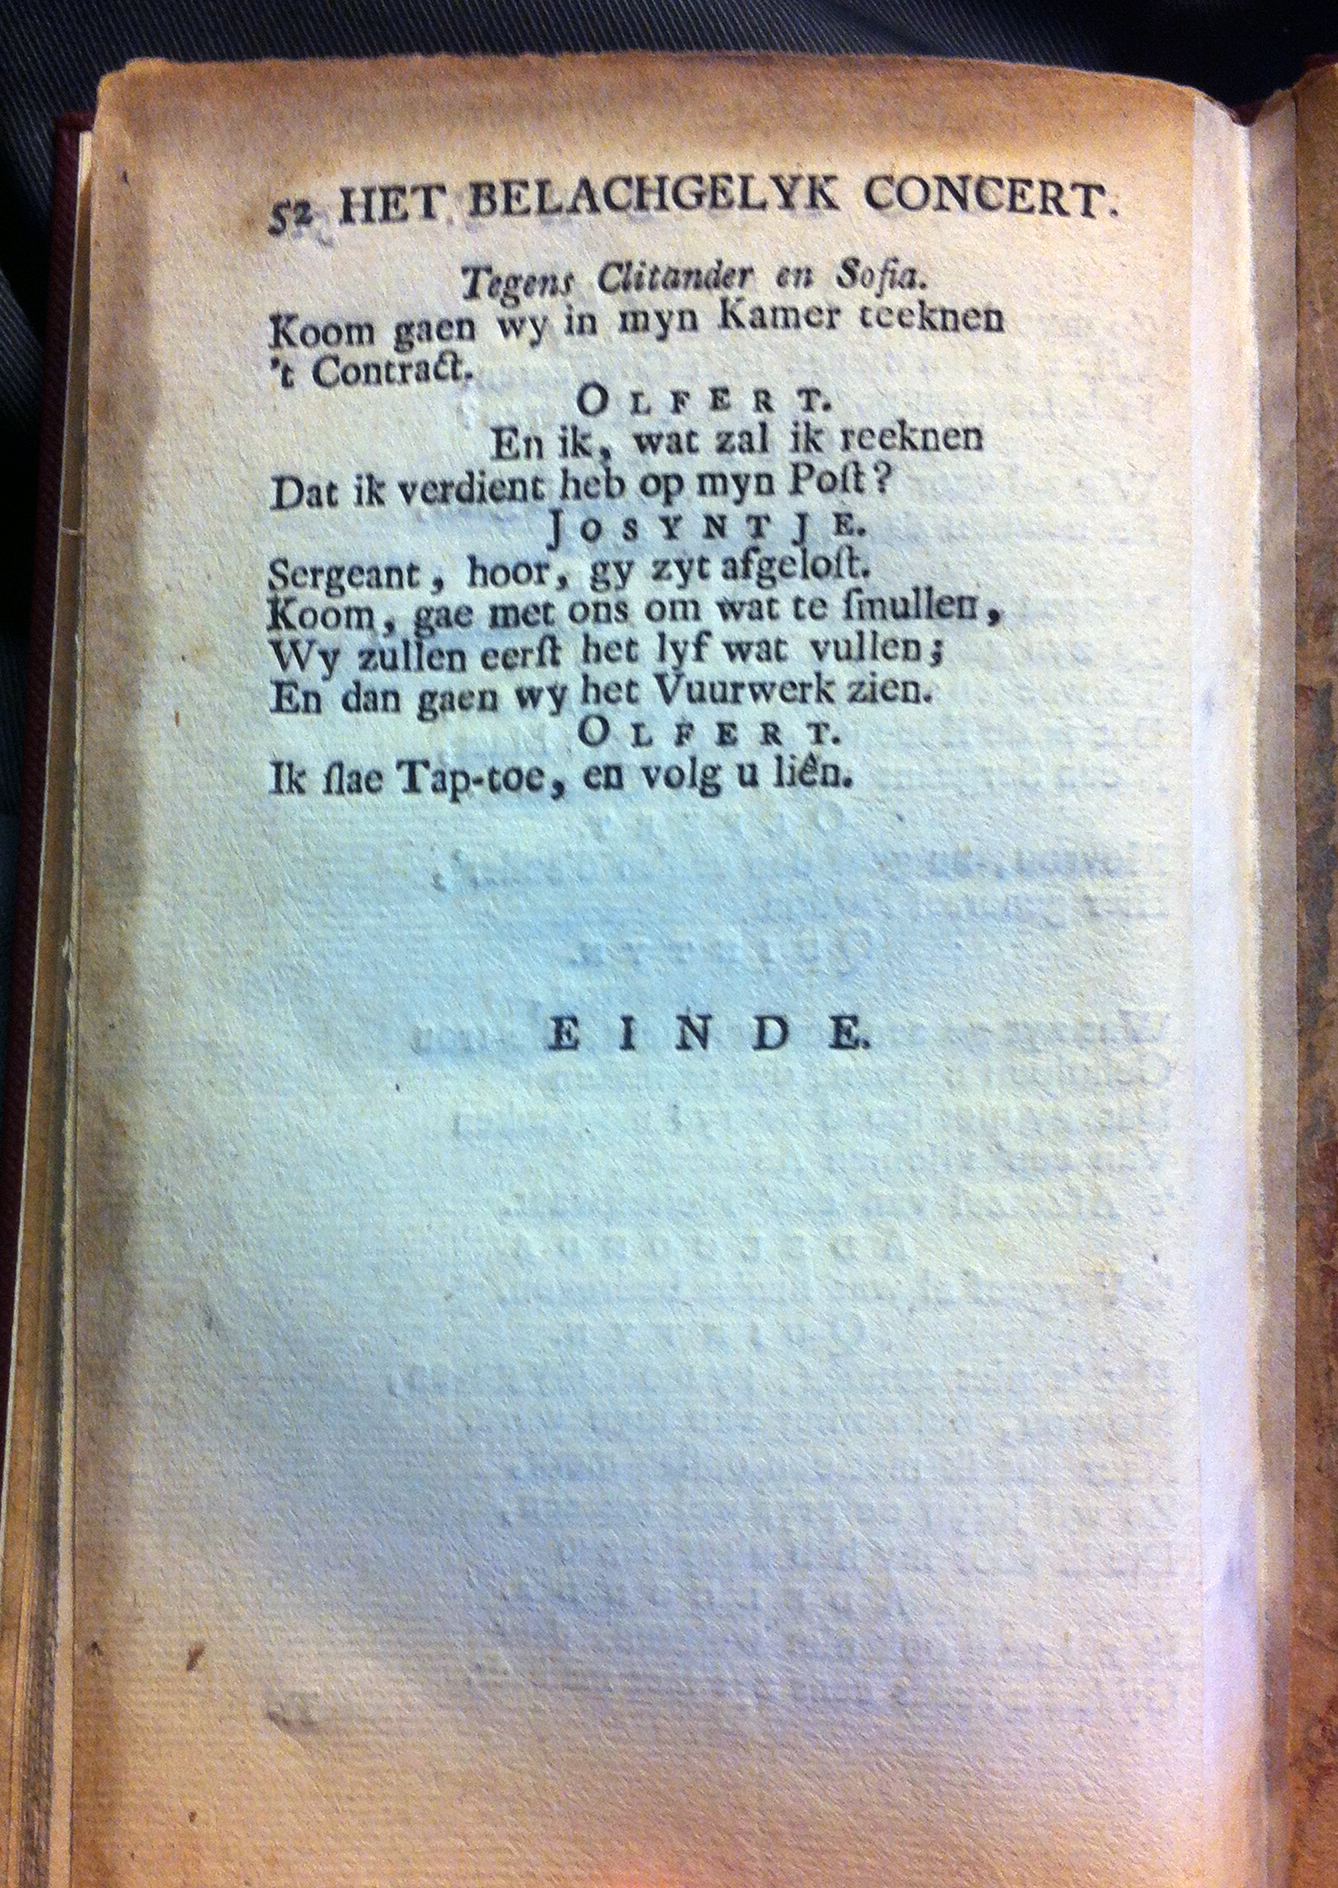 52 HET BELACHGELYK CONCERT.
Tegens Clitander en Sofia.
Koom gaen wy in myn Kamer teeknen
't Contract.
OLFERT.
En ik, wat zal ik reeknen
Dat ik verdient heb op myn Poſt?
JOSYNTJE.
Sergeant, hoor, gy zyt afgeloſt.
Koom, gae met ons om wat te ſmullen,
Wy zullen eerſt het lyf wat vullen;
En dan gaen wy het Vuurwerk zien.
OLFERT.
Ik ſlae Tap-toe, en volg u liên.
EINDE.